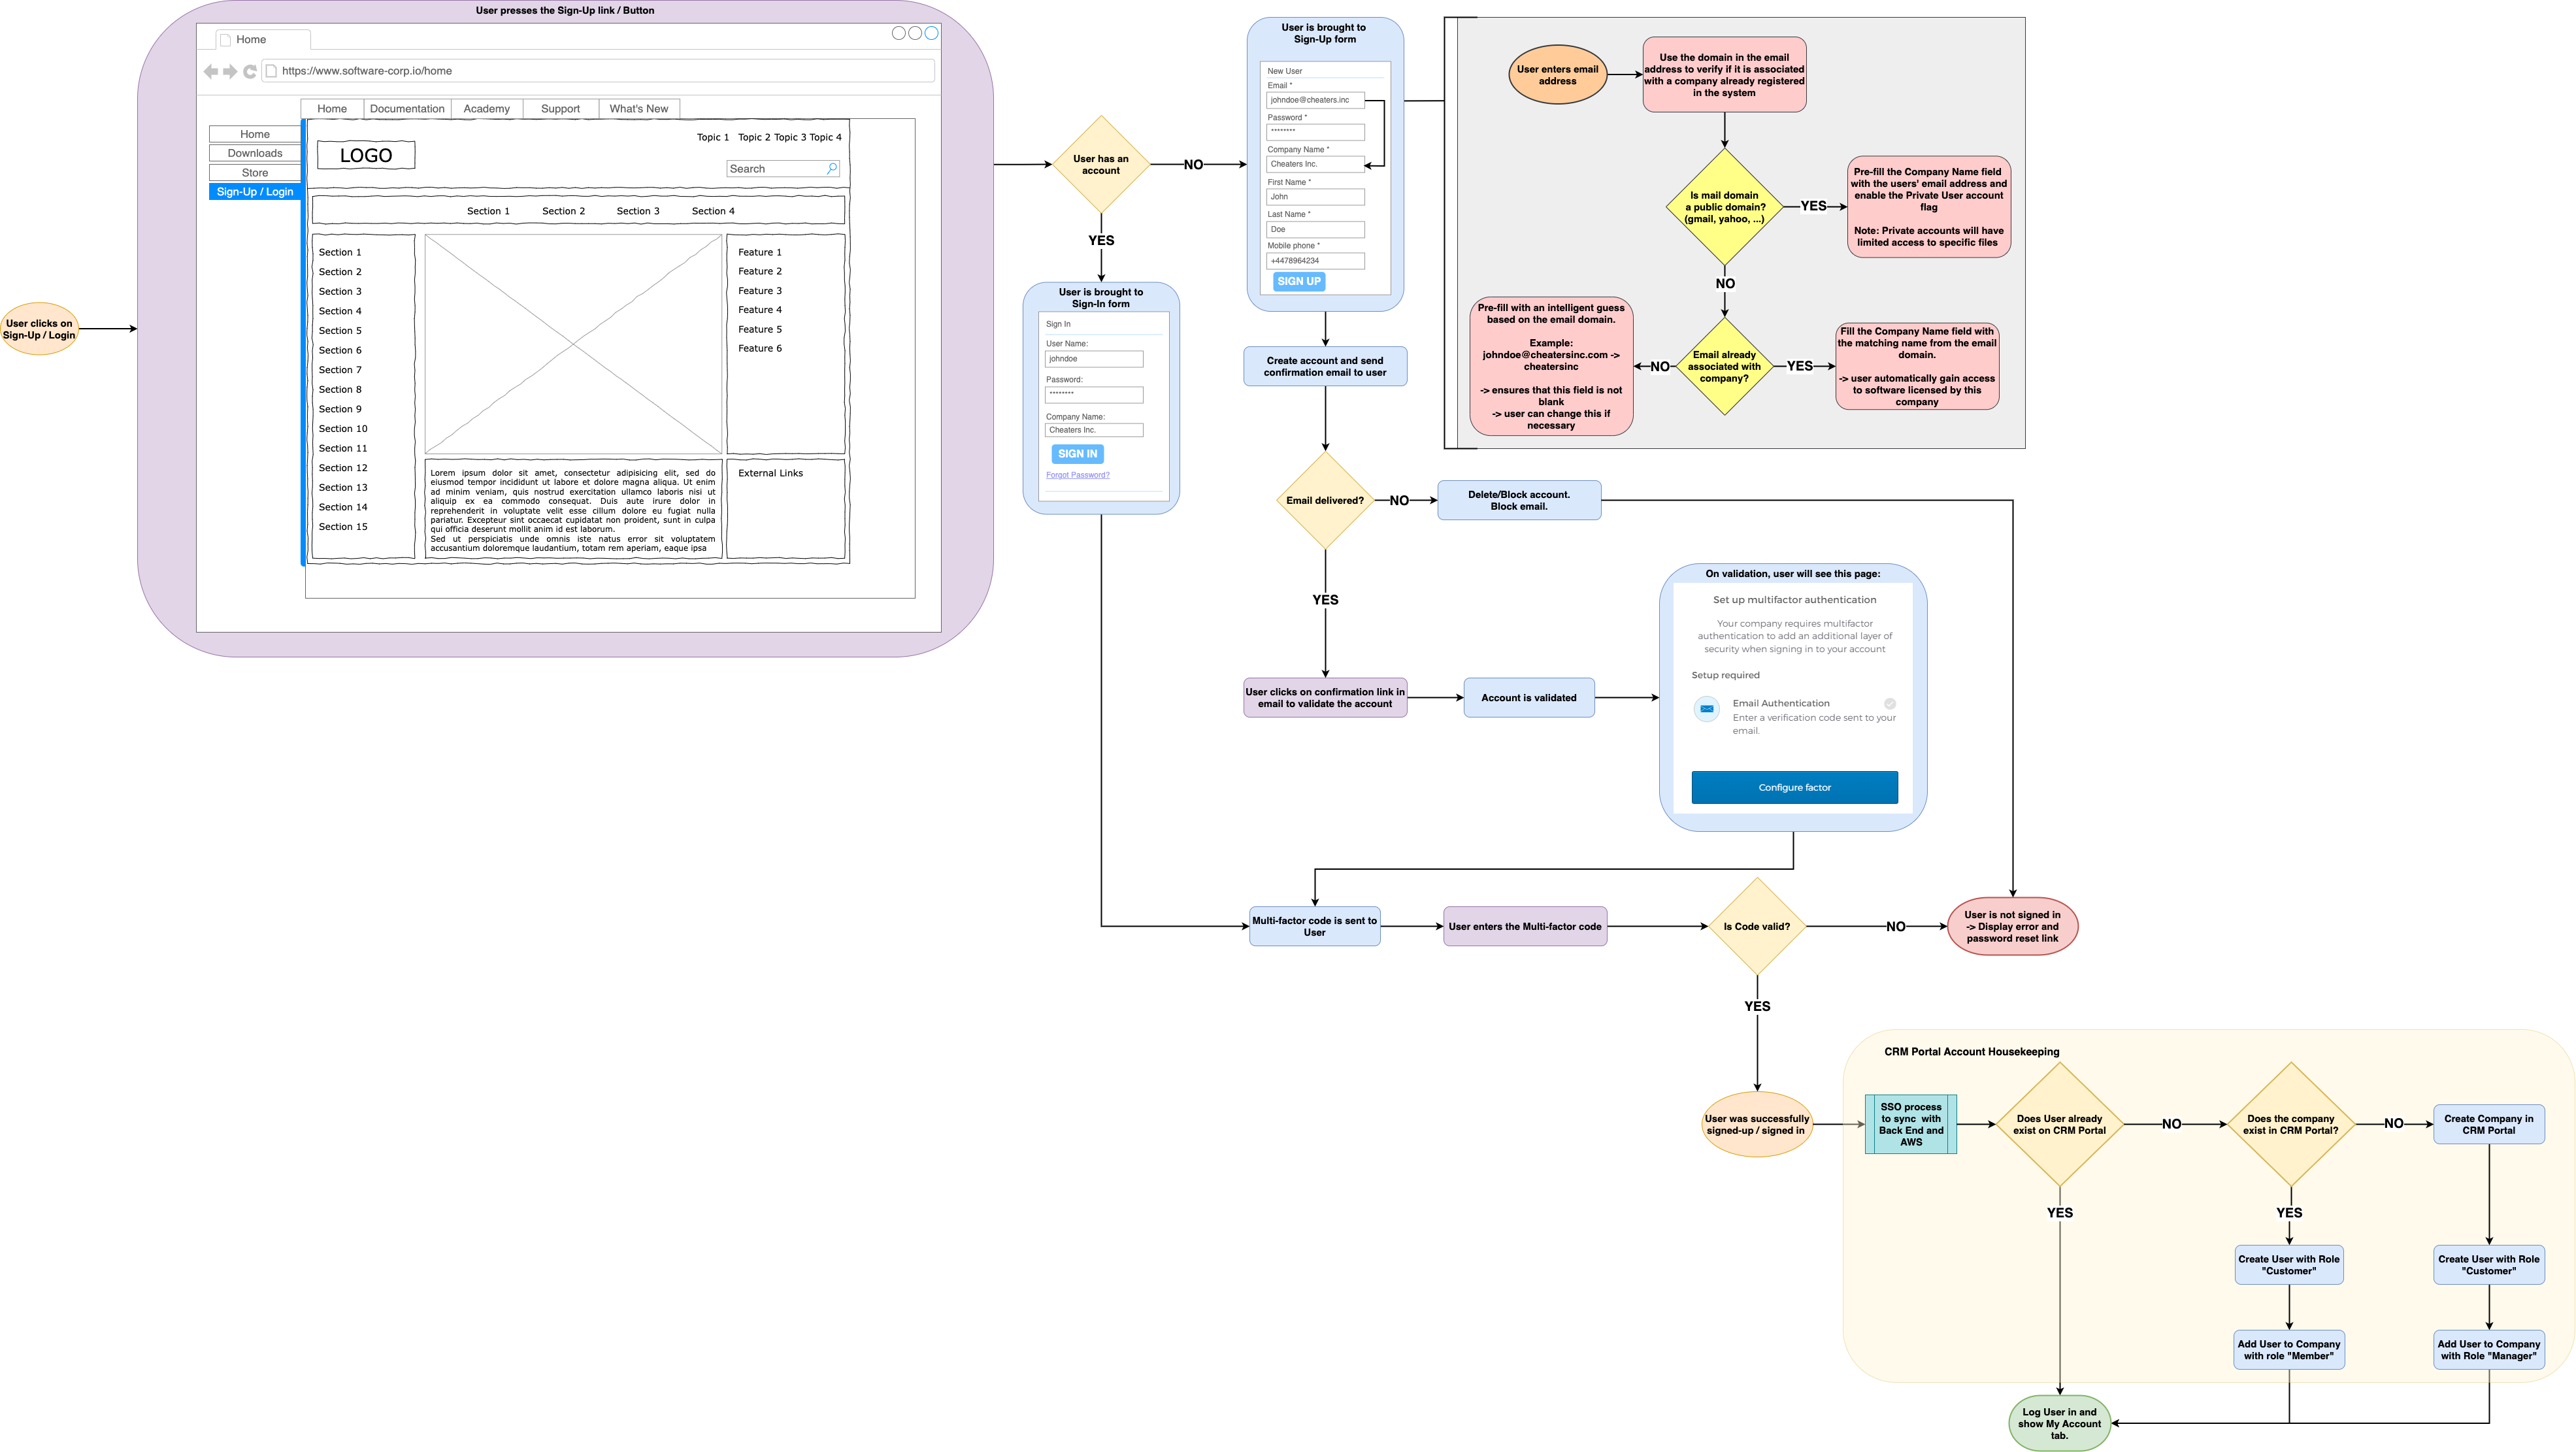 User presses the Sign-Up link / Button
Home
https://www.software-corp.io/home
Home
Documentation
Academy
Support
What's New
Home
Downloads
Store
Sign-Up / Login
LOGO
Topic 1 Topic 2 Topic 3 Topic 4
Search
Section 1 Section 2 Section 3 Section 4
Section 1
Section 2
Section 3
Section 4
Section 5
Section 6
Section 7
Section 8
Section 9
Section 10
Section 11
Section 12
Section 13
Section 14
Section 15
Feature 1
Feature 2
Feature 3
Feature 4
Feature 5
Feature 6
Lorem ipsum dolor sit amet, consectetur adipisicing elit, sed do
eiusmod tempor incididunt ut labore et dolore magna aliqua. Ut enim
ad minim veniam, quis nostrud exercitation ullamco laboris nisi ut
aliquip ex ea commodo consequat. Duis aute irure dolor in
reprehenderit in voluptate velit esse cillum dolore eu fugiat nulla
pariatur. Excepteur sint occaecat cupidatat non proident, sunt in culpa
qui officia deserunt mollit anim id est laborum.
Sed ut perspiciatis unde omnis iste natus error sit voluptatem
accusantium doloremque laudantium, totam rem aperiam, eaque ipsa
External Links
User clicks on
Sign-Up / Login
User has an
account
NO
YES
User is brought to
Sign-In form
Sign In
User Name:
johndoe
Password:
********
Company Name:
Cheaters Inc.
SIGN IN
Forgot Password?
User is brought to
Sign-Up form
New User
Email *
johndoe@cheaters.inc
Password *
********
Company Name *
Cheaters Inc.
First Name *
John
Last Name *
Doe
Mobile phone *
+4478964234
SIGN UP
User enters email
address
Use the domain in the email
address to verify if it is associated
with a company already registered
in the system
Is mail domain
a public domain?
(gmail, yahoo, ...)
YES
Pre-fill the Company Name field
with the users' email address and
enable the Private User account
flag
Note: Private accounts will have
limited access to specific files
NO
Email already
associated with
company?
NO
Pre-fill with an intelligent guess
based on the email domain.
Example:
johndoe@cheatersinc.com ->
cheatersinc
-> ensures that this field is not
blank
-> user can change this if
necessary
YES
Fill the Company Name field with
the matching name from the email
domain.
-> user automatically gain access
to software licensed by this
company
Create account and send
confirmation email to user
Email delivered?
NO
Delete/Block account.
Block email.
YES
User clicks on confirmation link in
email to validate the account
Account is validated
On validation, user will see this page:
Set up multifactor authentication
Your company requires multifactor
authentication to add an additional layer of
security when signing in to your account
Setup required
Email Authentication
Enter a verification code sent to your
email.
Configure factor
Multi-factor code is sent to
User
User enters the Multi-factor code
Is Code valid?
NO
User is not signed in
-> Display error and
password reset link
YES
User was successfully
signed-up / signed in
CRM Portal Account Housekeeping
SSO process
to sync with
Back End and
AWS
Does User already
exist on CRM Portal
NO
Does the company
exist in CRM Portal?
NO
Create Company in
CRM Portal
YES
YES
Create User with Role
"Customer"
Create User with Role
"Customer"
Add User to Company
with role "Member"
Add User to Company
with Role "Manager"
Log User in and
show My Account
tab.